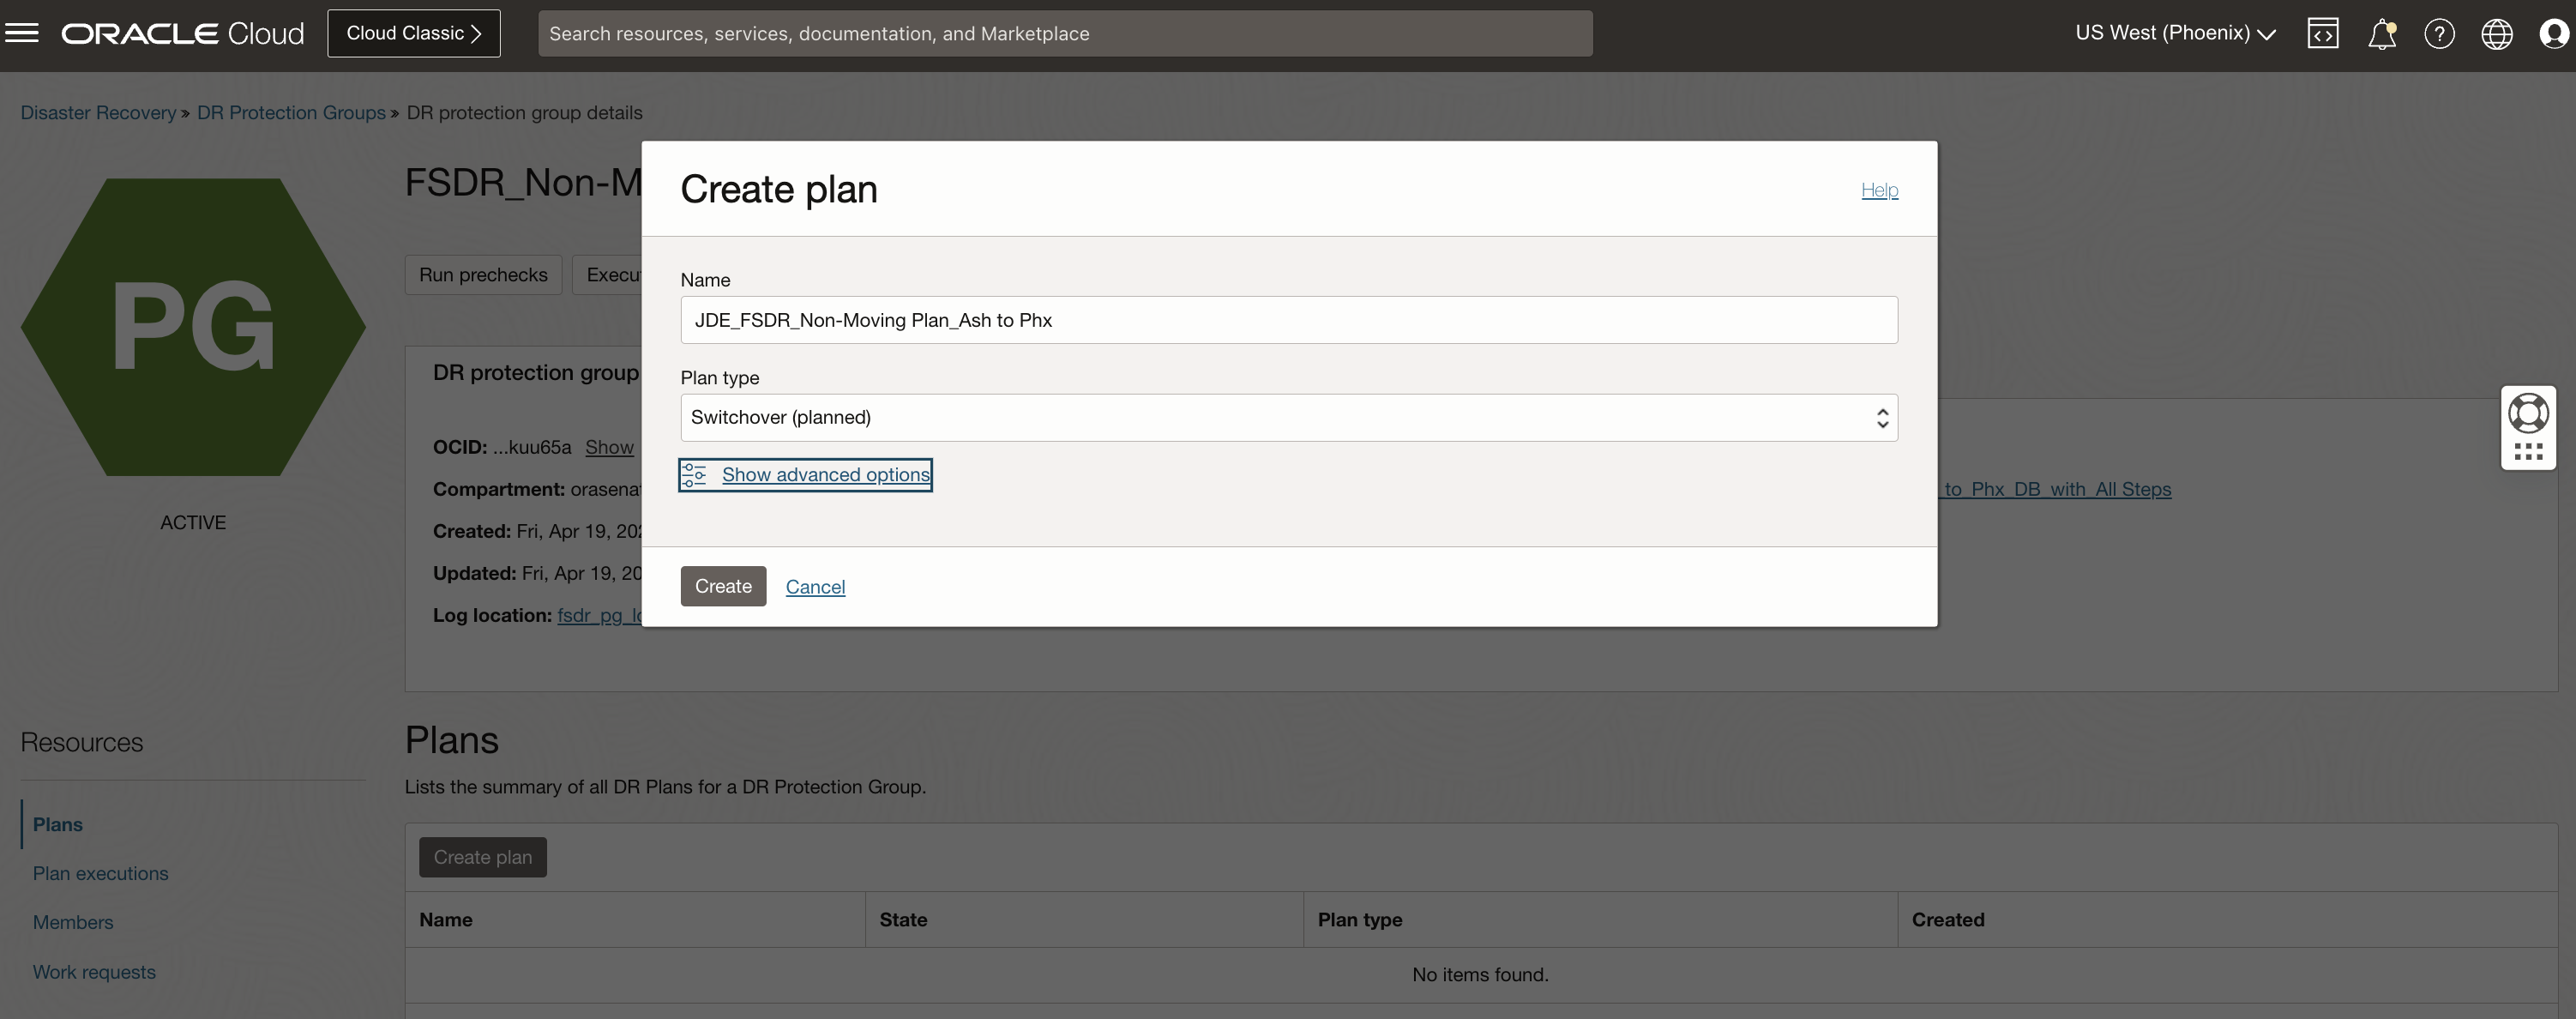 ORACLE Cloud
Cloud Classic
Search resources, services, documentation, and Marketplace
US West (Phoenix)
Disaster Recovery » DR Protection Groups » DR protection group details
PG
ACTIVE
FSDR_Non-M
Run prechecks
Execu
DR protection group
OCID: ...kuu65a Show
Compartment: orasenat
Created: Fri, Apr 19, 202
Updated: Fri, Apr 19, 20
Log location: fsdr_pg_lo
_to_Phx_DB_with_All Steps
Create plan
Help
Name
JDE_FSDR_Non-Moving Plan_Ash to Phx
Plan type
Switchover (planned)
Show advanced options
Create
Cancel
Resources
Plans
Plan executions
Members
Work requests
Plans
Lists the summary of all DR Plans for a DR Protection Group.
Create plan
Name State Plan type Created
No items found.